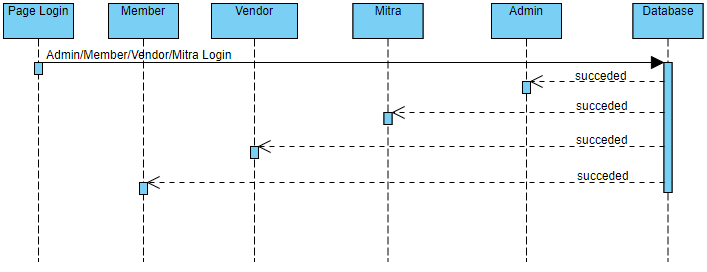 Page Login
Member
Vendor
Mitra
Admin
Database
Admin/Member/Vendor/Mitra Login
succeded
succeded
succeded
succeded